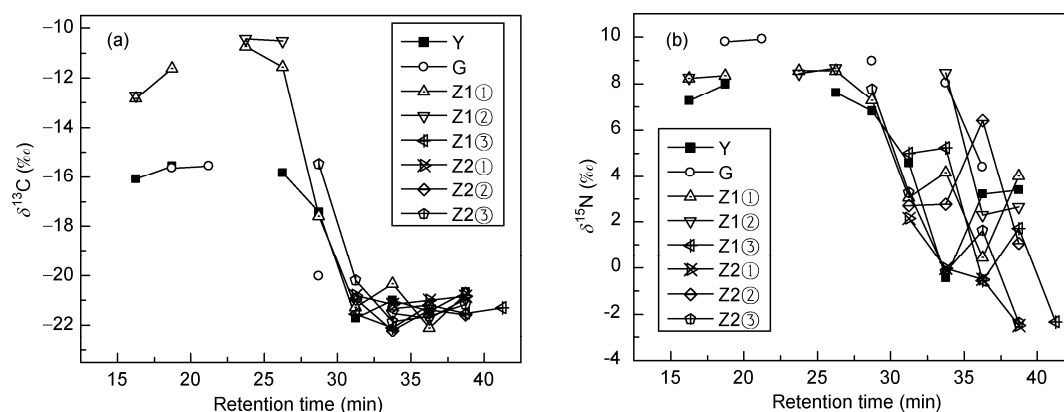 (a)
δ¹³C (‰)
−10
−12
−14
−16
−18
−20
−22
15 20 25 30 35 40
Retention time (min)
Y
G
Z1①
Z1②
Z1③
Z2①
Z2②
Z2③
(b)
δ¹⁵N (‰)
10
8
6
4
2
0
-2
-4
15 20 25 30 35 40
Retention time (min)
Y
G
Z1①
Z1②
Z1③
Z2①
Z2②
Z2③